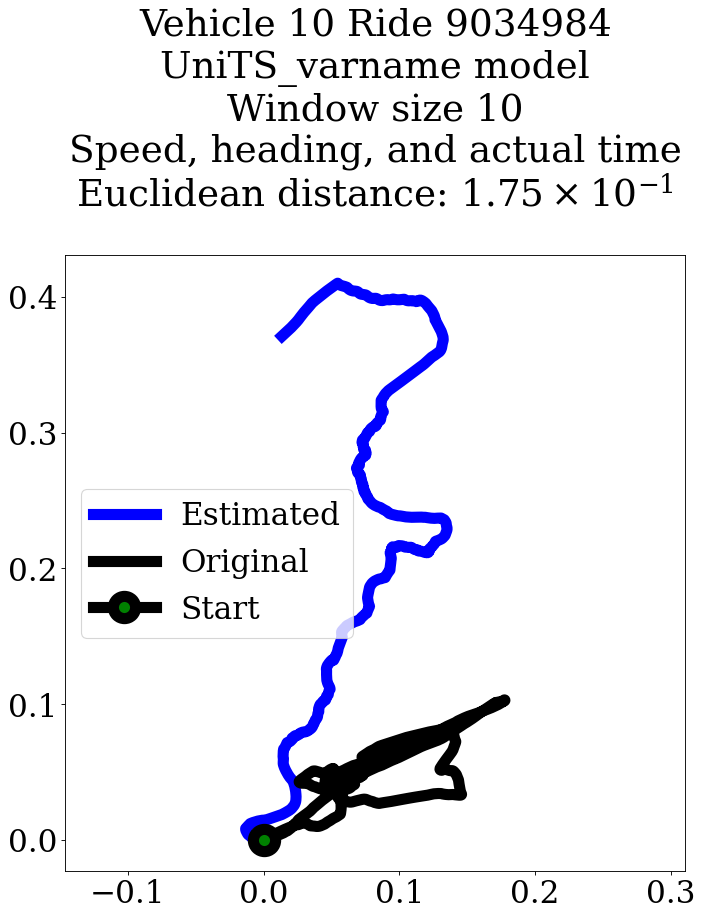 Vehicle 10 Ride 9034984
UniTS_varname model
Window size 10
Speed, heading, and actual time
Euclidean distance: 1.75 × 10⁻¹
0.4
0.3
Estimated
Original
Start
0.2
0.1
0.0
−0.1 0.0 0.1 0.2 0.3